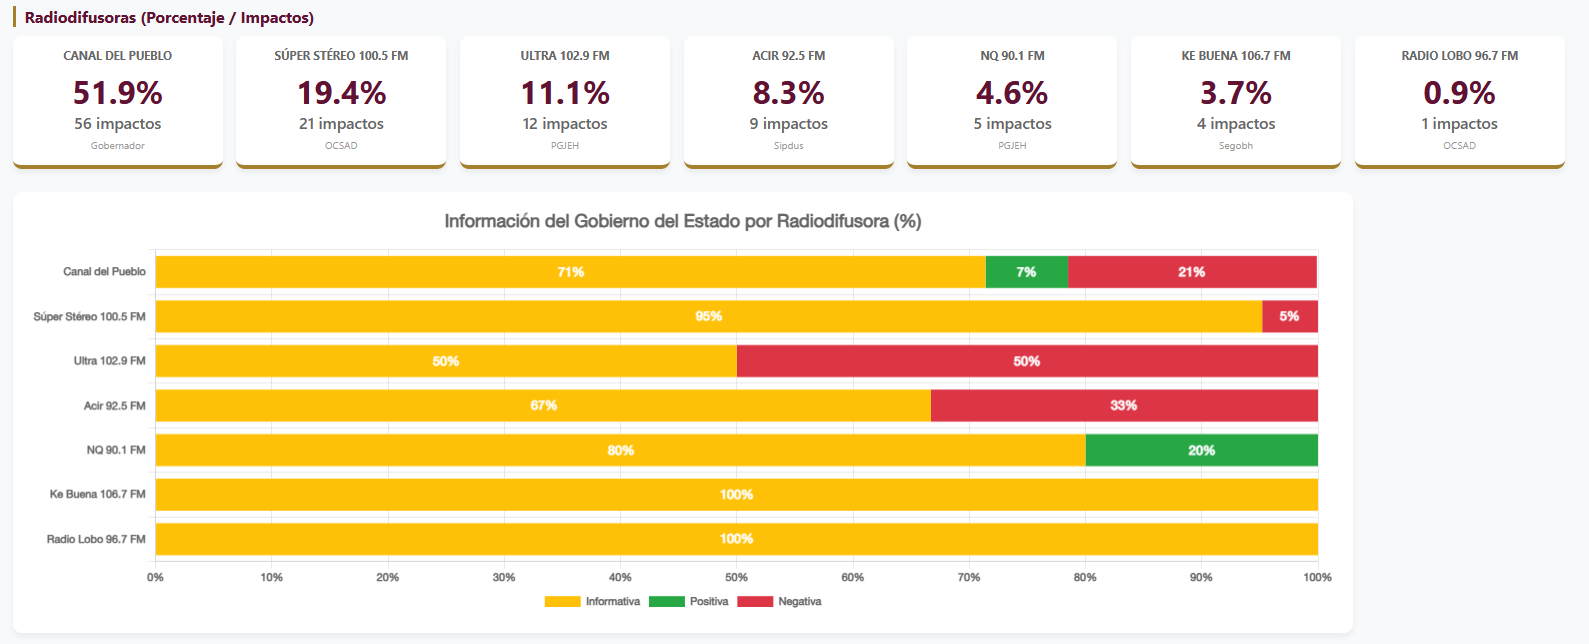 Radiodifusoras (Porcentaje / Impactos)
CANAL DEL PUEBLO
51.9%
56 impactos
Gobernador
SÚPER STÉREO 100.5 FM
19.4%
21 impactos
OCSAD
ULTRA 102.9 FM
11.1%
12 impactos
PGJEH
ACIR 92.5 FM
8.3%
9 impactos
Sipdus
NQ 90.1 FM
4.6%
5 impactos
PGJEH
KE BUENA 106.7 FM
3.7%
4 impactos
Segobh
RADIO LOBO 96.7 FM
0.9%
1 impactos
OCSAD
Información del Gobierno del Estado por Radiodifusora (%)
Canal del Pueblo 71% 7% 21%
Súper Stéreo 100.5 FM 95% 5%
Ultra 102.9 FM 50% 50%
Acir 92.5 FM 67% 33%
NQ 90.1 FM 80% 20%
Ke Buena 106.7 FM 100%
Radio Lobo 96.7 FM 100%
0% 10% 20% 30% 40% 50% 60% 70% 80% 90% 100%
Informativa Positiva Negativa